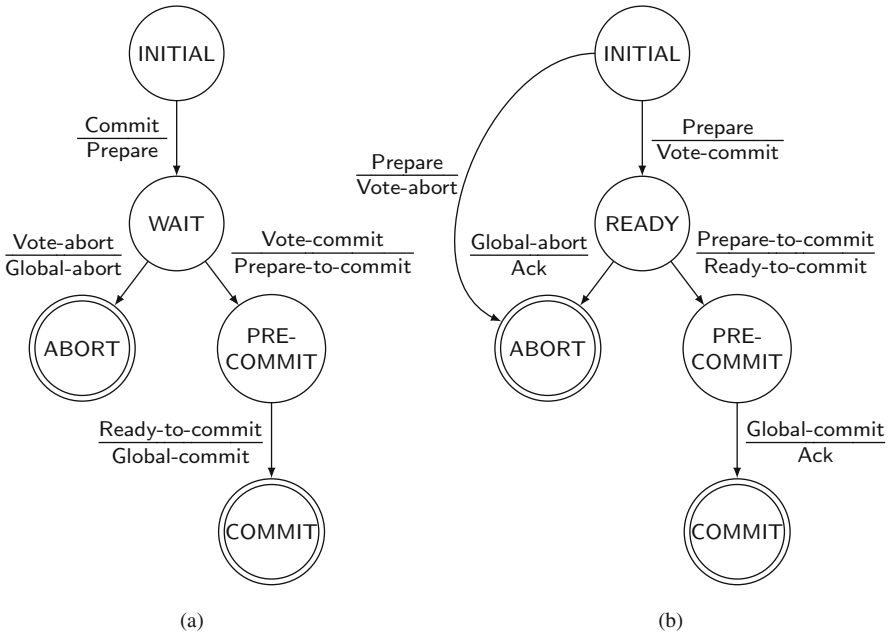 INITIAL
Commit
Prepare
WAIT
Vote-abort
Global-abort
Vote-commit
Prepare-to-commit
ABORT
PRE-
COMMIT
Ready-to-commit
Global-commit
COMMIT
(a)
INITIAL
Prepare
Vote-commit
Prepare
Vote-abort
READY
Global-abort
Ack
Prepare-to-commit
Ready-to-commit
ABORT
PRE-
COMMIT
Global-commit
Ack
COMMIT
(b)